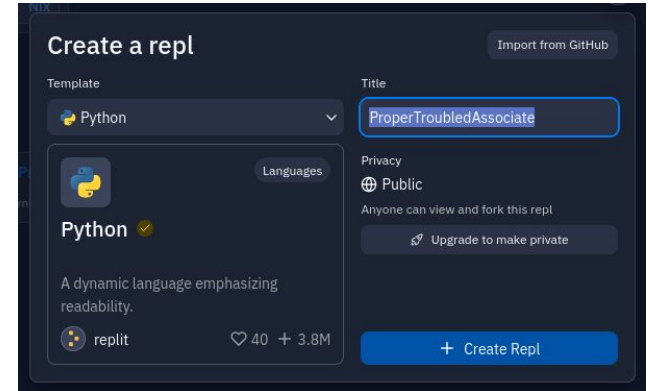 Nix
Create a repl
Import from GitHub
Template
Python
Title
ProperTroubledAssociate
Languages
Python
A dynamic language emphasizing
readability.
replit
40
3.8M
Privacy
Public
Anyone can view and fork this repl
Upgrade to make private
+ Create Repl